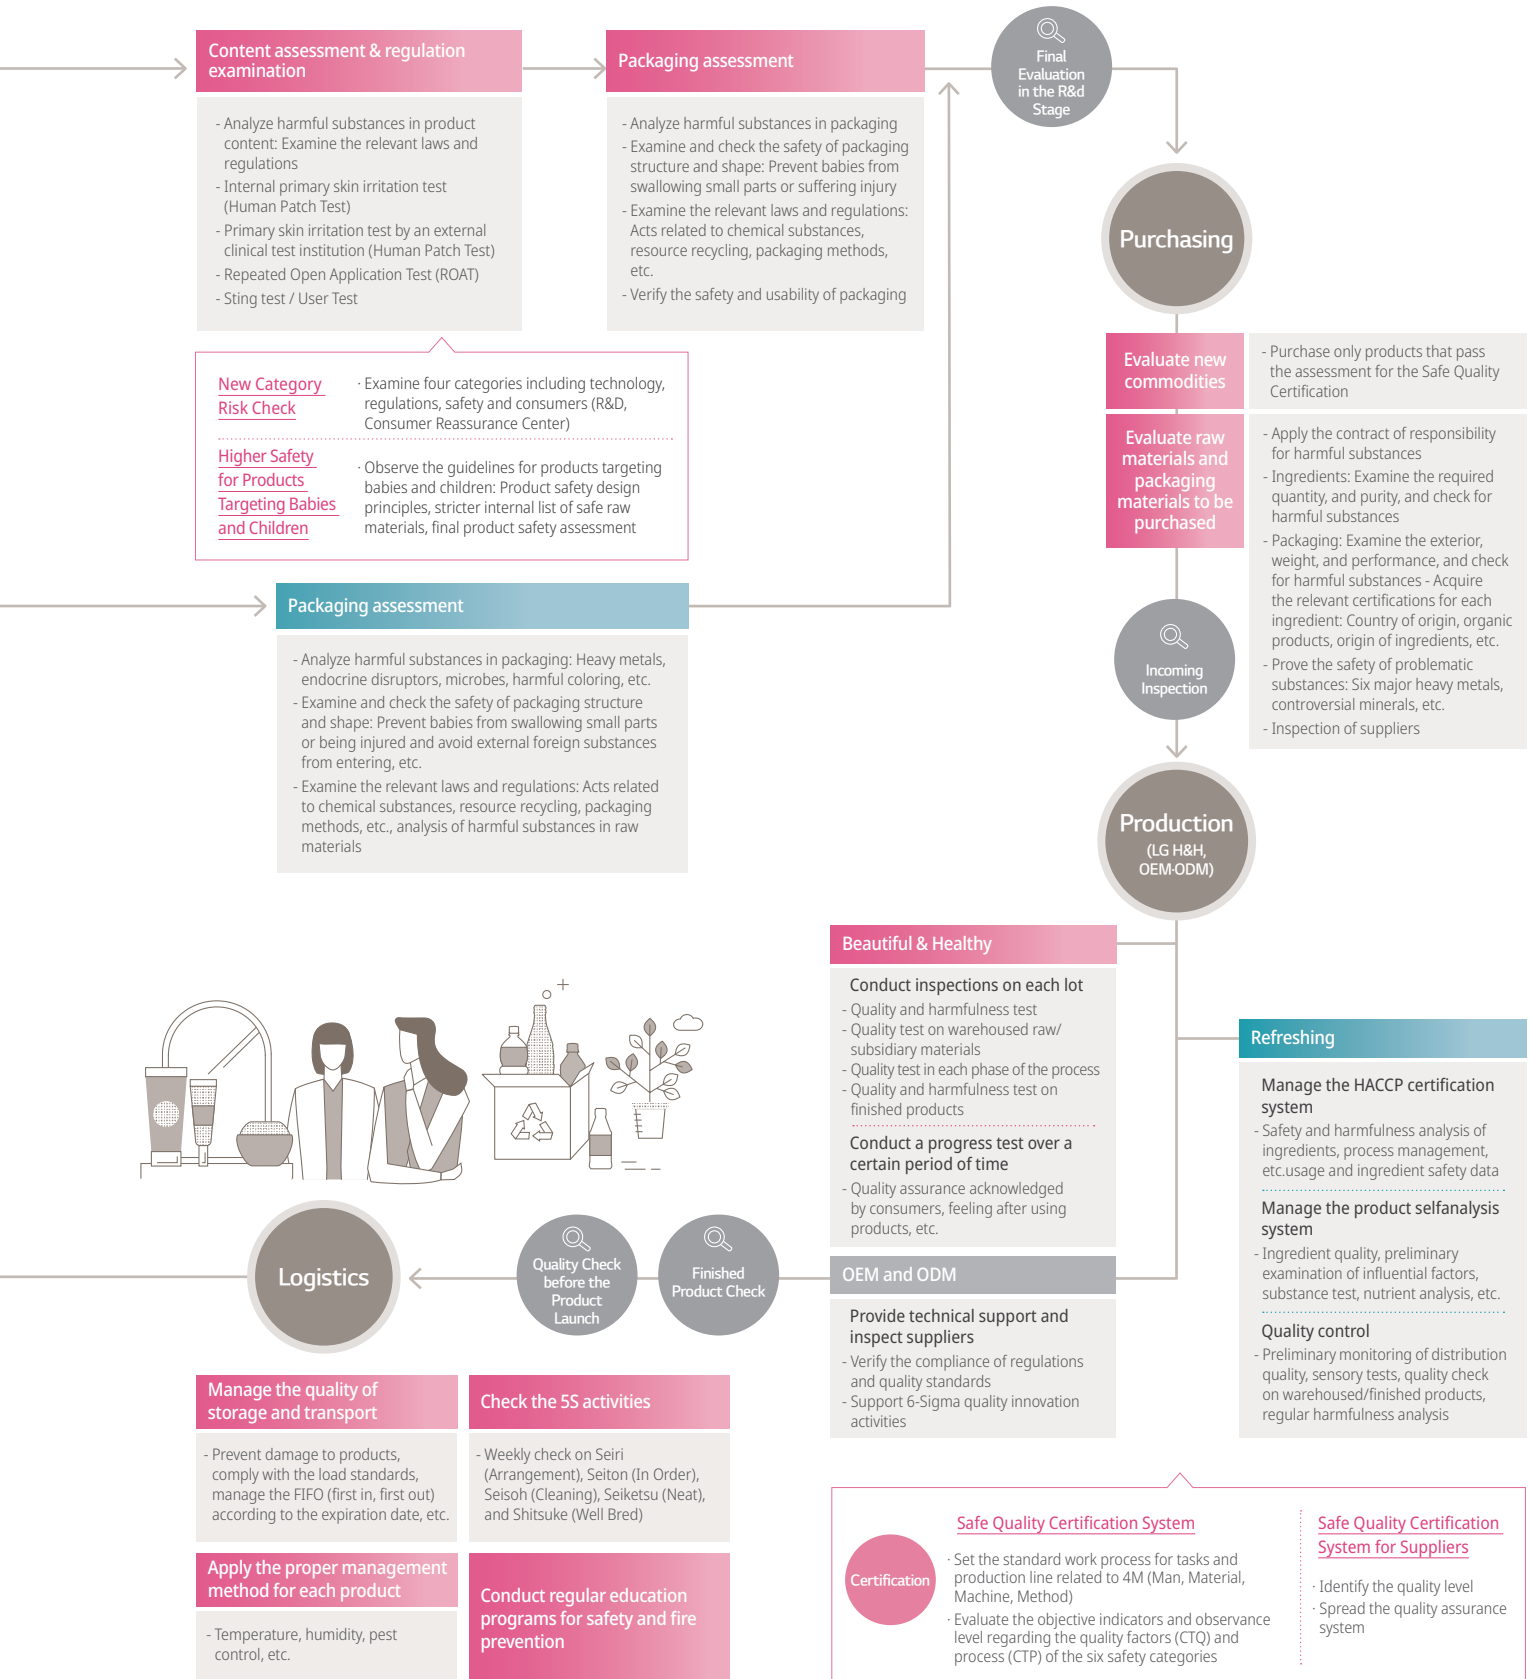 Content assessment & regulation
examination
- Analyze harmful substances in product
content: Examine the relevant laws and
regulations
- Internal primary skin irritation test
(Human Patch Test)
- Primary skin irritation test by an external
clinical test institution (Human Patch Test)
- Repeated Open Application Test (ROAT)
- Sting test / User Test
Packaging assessment
- Analyze harmful substances in packaging
- Examine and check the safety of packaging
structure and shape: Prevent babies from
swallowing small parts or suffering injury
- Examine the relevant laws and regulations:
Acts related to chemical substances,
resource recycling, packaging methods,
etc.
- Verify the safety and usability of packaging
Final
Evaluation
in the R&d
Stage
New Category
Risk Check
· Examine four categories including technology,
regulations, safety and consumers (R&D,
Consumer Reassurance Center)
Higher Safety
for Products
Targeting Babies
and Children
· Observe the guidelines for products targeting
babies and children: Product safety design
principles, stricter internal list of safe raw
materials, final product safety assessment
Packaging assessment
- Analyze harmful substances in packaging: Heavy metals,
endocrine disruptors, microbes, harmful coloring, etc.
- Examine and check the safety of packaging structure
and shape: Prevent babies from swallowing small parts
or being injured and avoid external foreign substances
from entering, etc.
- Examine the relevant laws and regulations: Acts related
to chemical substances, resource recycling, packaging
methods, etc., analysis of harmful substances in raw
materials
Purchasing
Evaluate new
commodities
- Purchase only products that pass
the assessment for the Safe Quality
Certification
Evaluate raw
materials and
packaging
materials to be
purchased
- Apply the contract of responsibility
for harmful substances
- Ingredients: Examine the required
quantity, and purity, and check for
harmful substances
- Packaging: Examine the exterior,
weight, and performance, and check
for harmful substances - Acquire
the relevant certifications for each
ingredient: Country of origin, organic
products, origin of ingredients, etc.
- Prove the safety of problematic
substances: Six major heavy metals,
controversial minerals, etc.
- Inspection of suppliers
Incoming
Inspection
Production
(LG H&H,
OEM·ODM)
Beautiful & Healthy
Conduct inspections on each lot
- Quality and harmfulness test
- Quality test on warehoused raw/
subsidiary materials
- Quality test in each phase of the process
- Quality and harmfulness test on
finished products
Conduct a progress test over a
certain period of time
- Quality assurance acknowledged
by consumers, feeling after using
products, etc.
OEM and ODM
Provide technical support and
inspect suppliers
- Verify the compliance of regulations
and quality standards
- Support 6-Sigma quality innovation
activities
Refreshing
Manage the HACCP certification
system
- Safety and harmfulness analysis of
ingredients, process management,
etc.usage and ingredient safety data
Manage the product selfanalysis
system
- Ingredient quality, preliminary
examination of influential factors,
substance test, nutrient analysis, etc.
Quality control
- Preliminary monitoring of distribution
quality, sensory tests, quality check
on warehoused/finished products,
regular harmfulness analysis
Finished
Product Check
Quality Check
before the
Product
Launch
Logistics
Manage the quality of
storage and transport
- Prevent damage to products,
comply with the load standards,
manage the FIFO (first in, first out)
according to the expiration date, etc.
Check the 5S activities
- Weekly check on Seiri
(Arrangement), Seiton (In Order),
Seisoh (Cleaning), Seiketsu (Neat),
and Shitsuke (Well Bred)
Apply the proper management
method for each product
- Temperature, humidity, pest
control, etc.
Conduct regular education
programs for safety and fire
prevention
Certification
Safe Quality Certification System
· Set the standard work process for tasks and
production line related to 4M (Man, Material,
Machine, Method)
· Evaluate the objective indicators and observance
level regarding the quality factors (CTQ) and
process (CTP) of the six safety categories
Safe Quality Certification
System for Suppliers
· Identify the quality level
· Spread the quality assurance
system